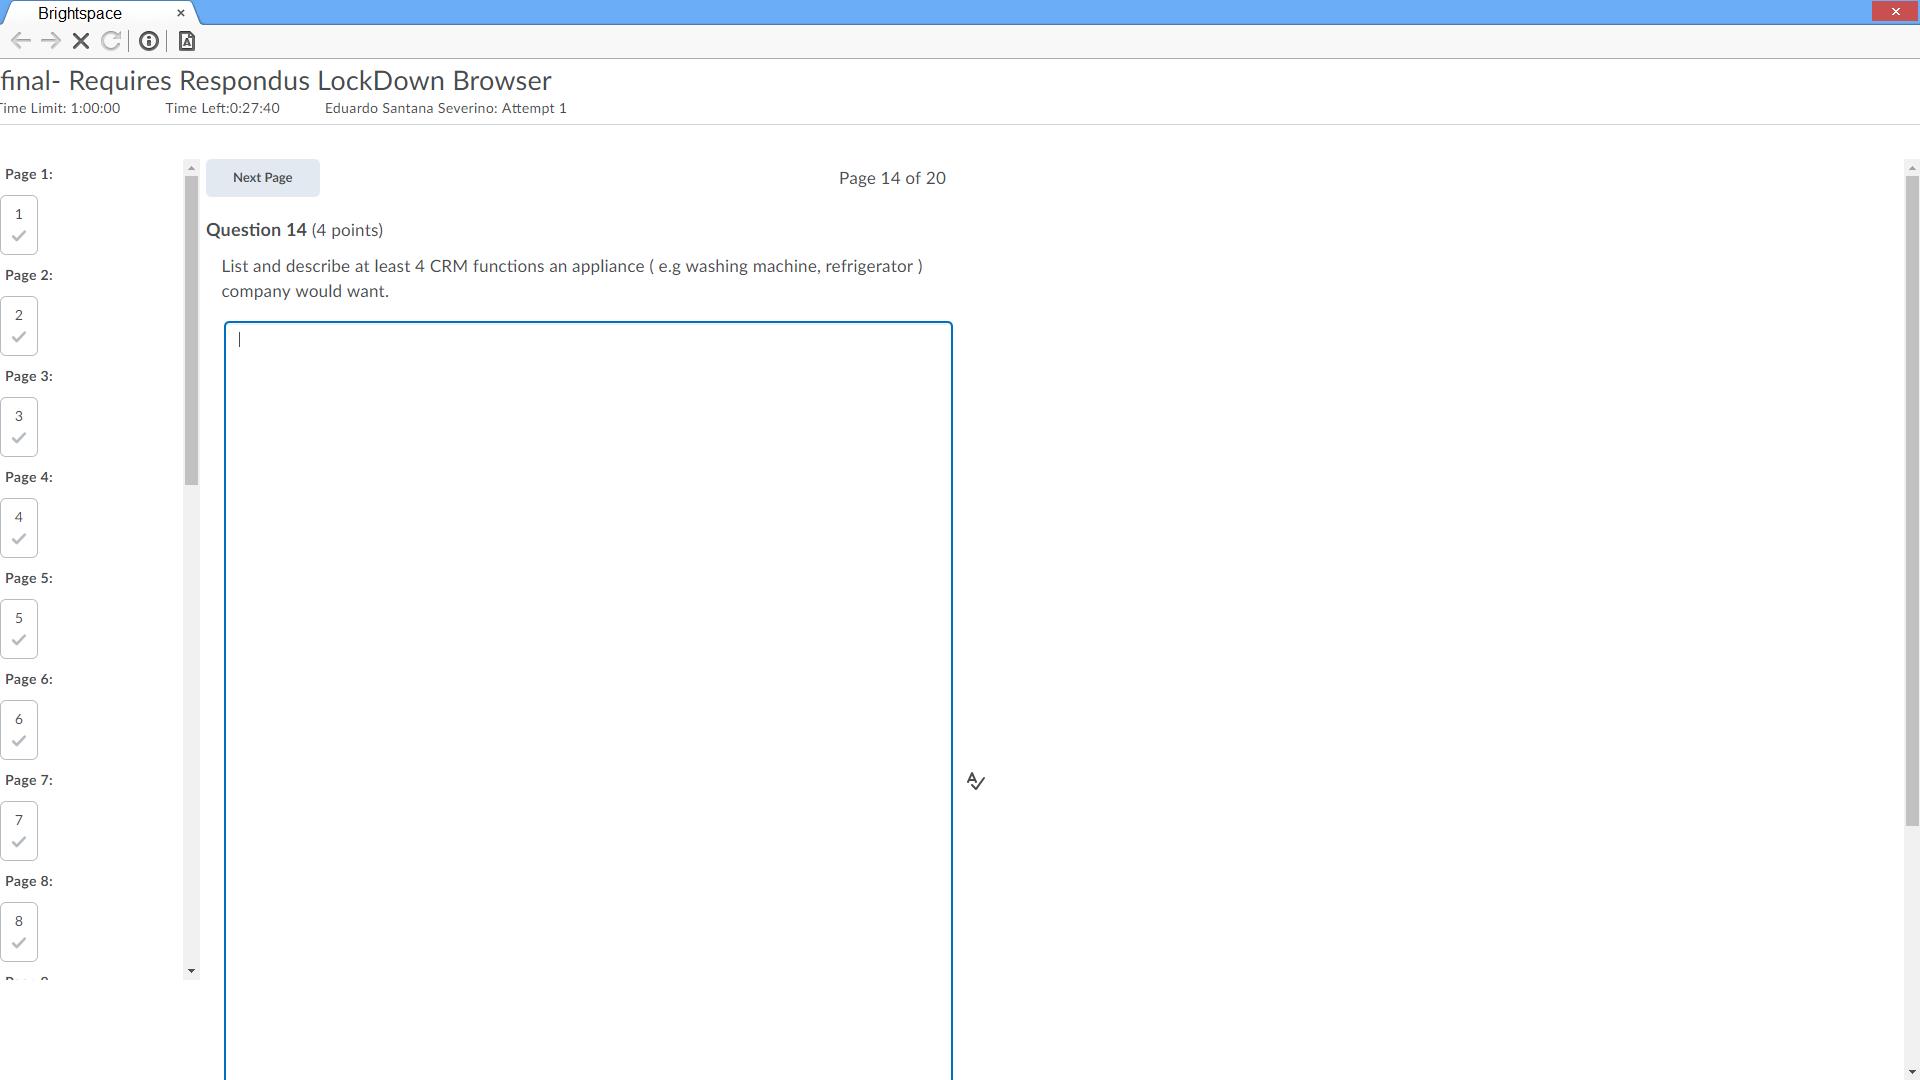 Brightspace
final- Requires Respondus LockDown Browser
Time Limit: 1:00:00 Time Left:0:27:40 Eduardo Santana Severino: Attempt 1
Page 1:
1
Page 2:
2
Page 3:
3
Page 4:
4
Page 5:
5
Page 6:
6
Page 7:
7
Page 8:
8
Next Page
Page 14 of 20
Question 14 (4 points)
List and describe at least 4 CRM functions an appliance ( e.g washing machine, refrigerator )
company would want.